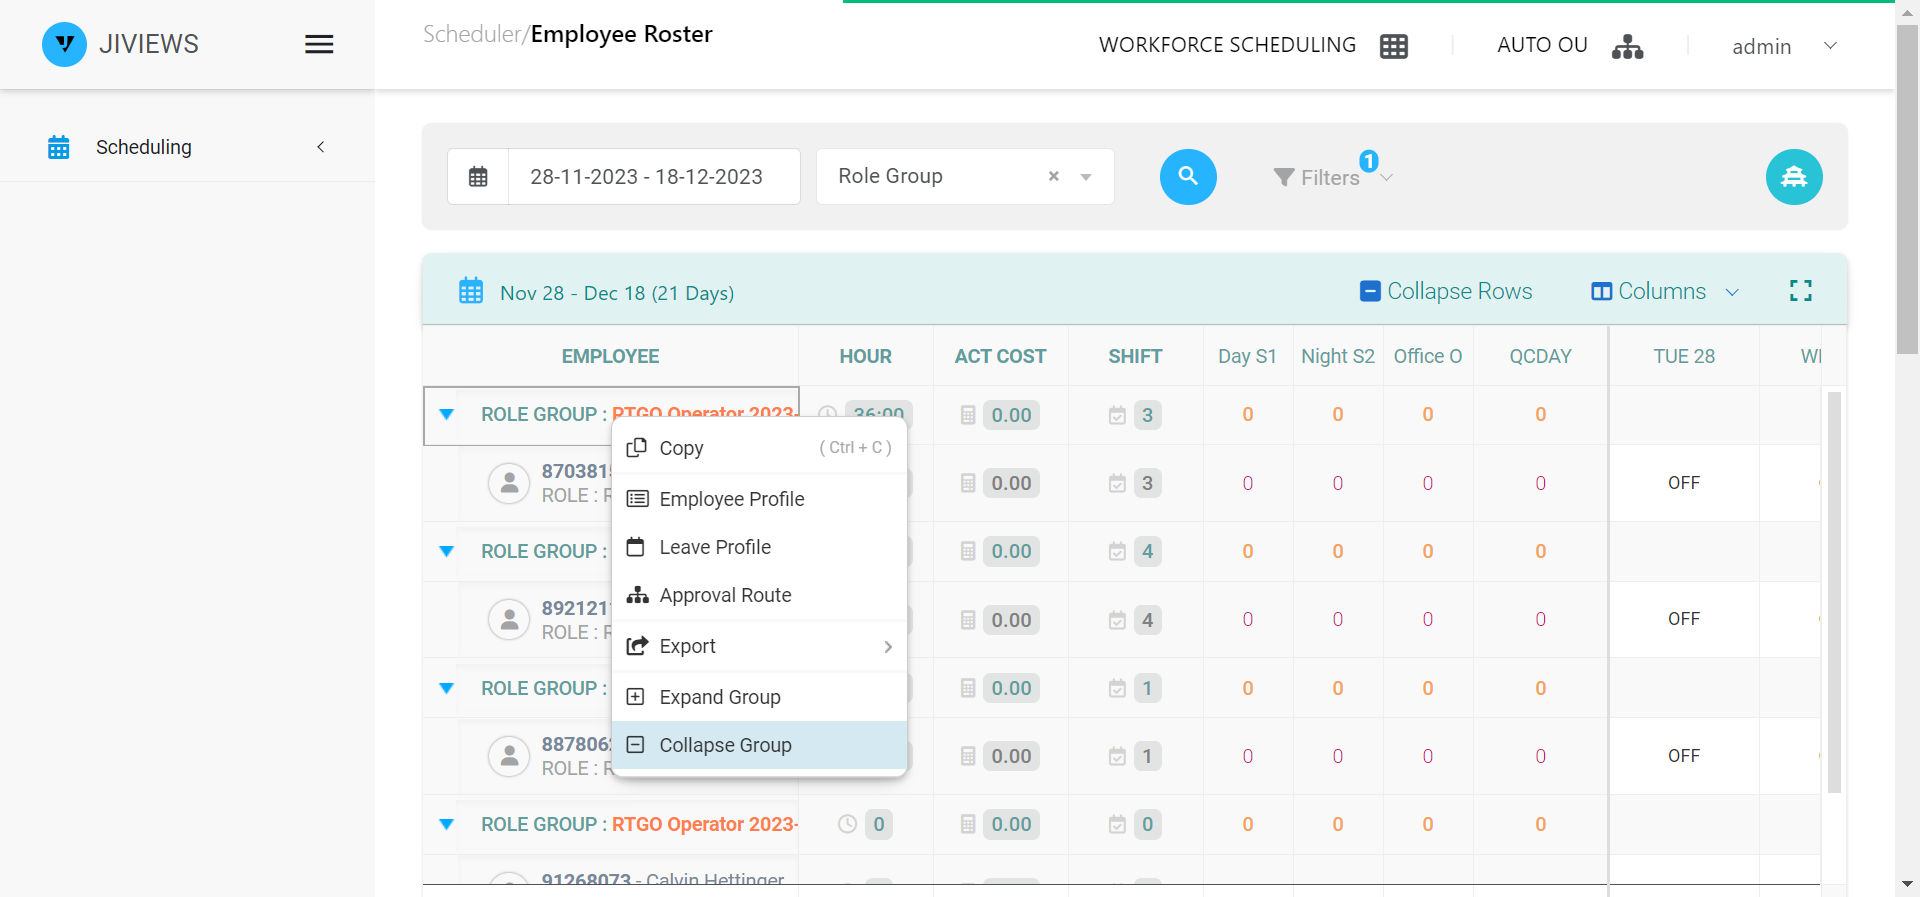 JIVIEWS
Scheduler/Employee Roster
WORKFORCE SCHEDULING
AUTO OU
admin
Scheduling
28-11-2023 - 18-12-2023
Role Group
Filters
1
Nov 28 - Dec 18 (21 Days)
Collapse Rows
Columns
EMPLOYEE HOUR ACT COST SHIFT Day S1 Night S2 Office O QCDAY TUE 28
ROLE GROUP : RTGO Operator 2023- 36:00 0.00 3 0 0 0 0
870381
ROLE :
0.00 3 0 0 0 0 OFF
ROLE GROUP : 0.00 4 0 0 0 0
89212
ROLE :
0.00 4 0 0 0 0 OFF
ROLE GROUP : 0.00 1 0 0 0 0
887806
ROLE :
0.00 1 0 0 0 0 OFF
ROLE GROUP : RTGO Operator 2023- 0 0.00 0 0 0 0 0
91268073 - Calvin Hettinger
Copy ( Ctrl + C )
Employee Profile
Leave Profile
Approval Route
Export
Expand Group
Collapse Group